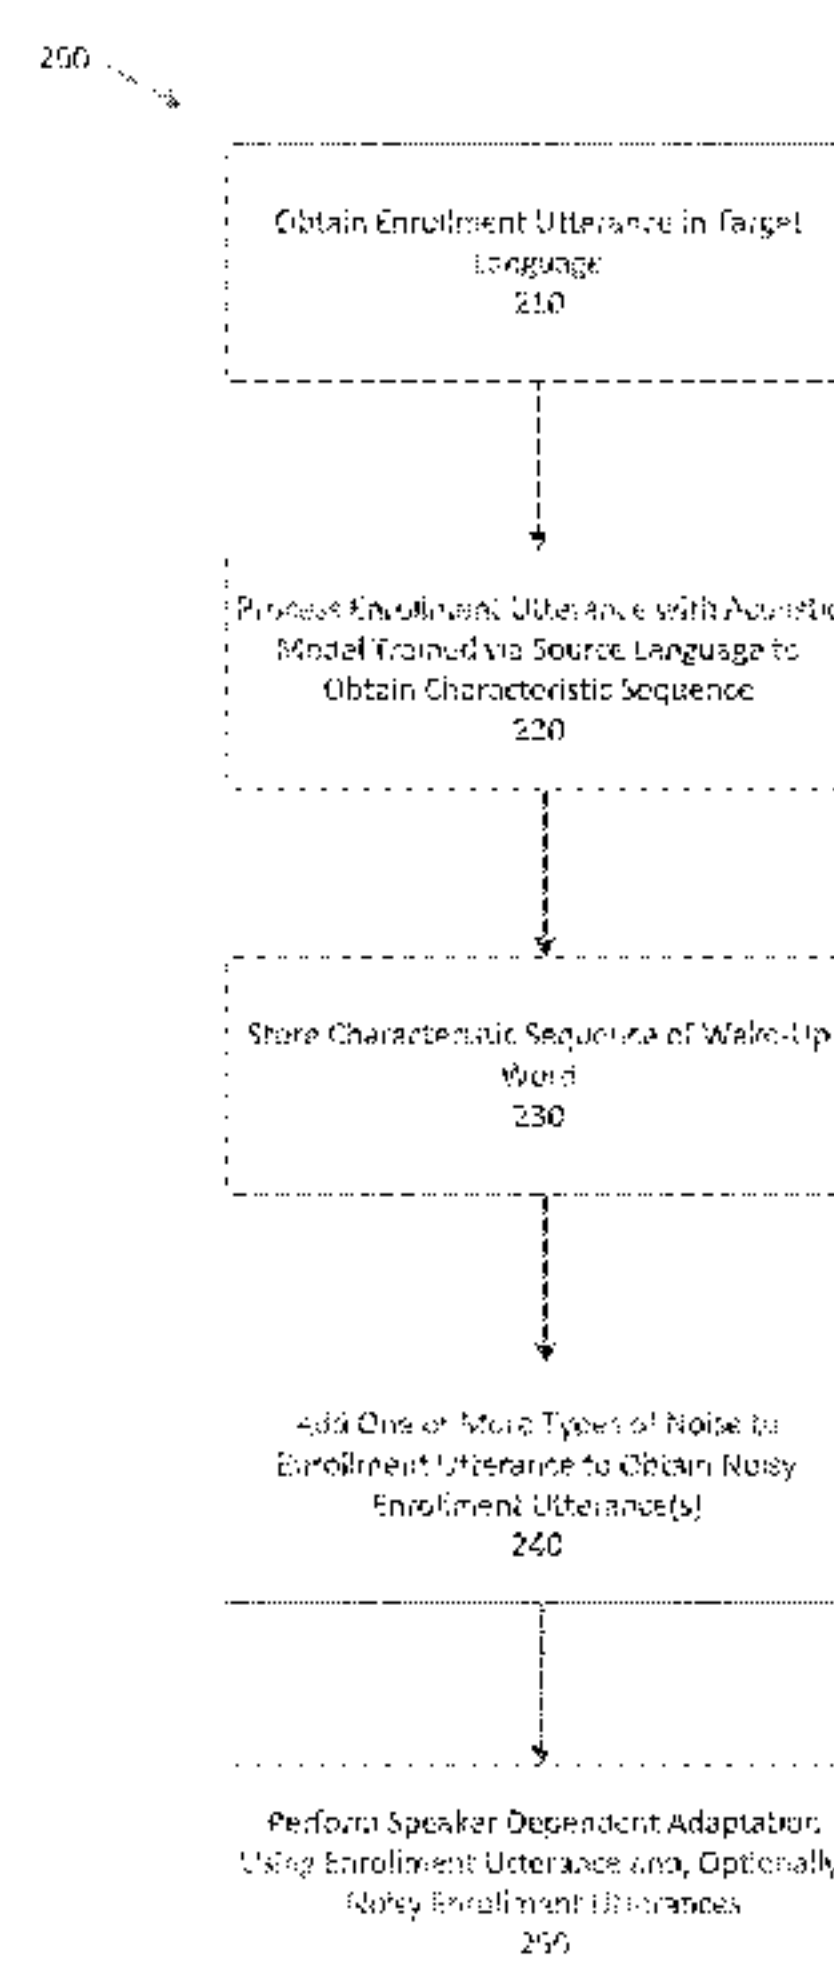 200
Obtain Enrollment Utterance in Target
Language
210
Process Enrollment Utterance with Acoustic
Model Trained via Source Language to
Obtain Characteristic Sequence
220
Store Characteristic Sequence of Wake-Up
Word
230
Add One or More Types of Noise to
Enrollment Utterance to Obtain Noisy
Enrollment Utterance(s)
240
Perform Speaker Dependent Adaptation
Using Enrollment Utterance and, Optionally
Noisy Enrollment Utterances
250